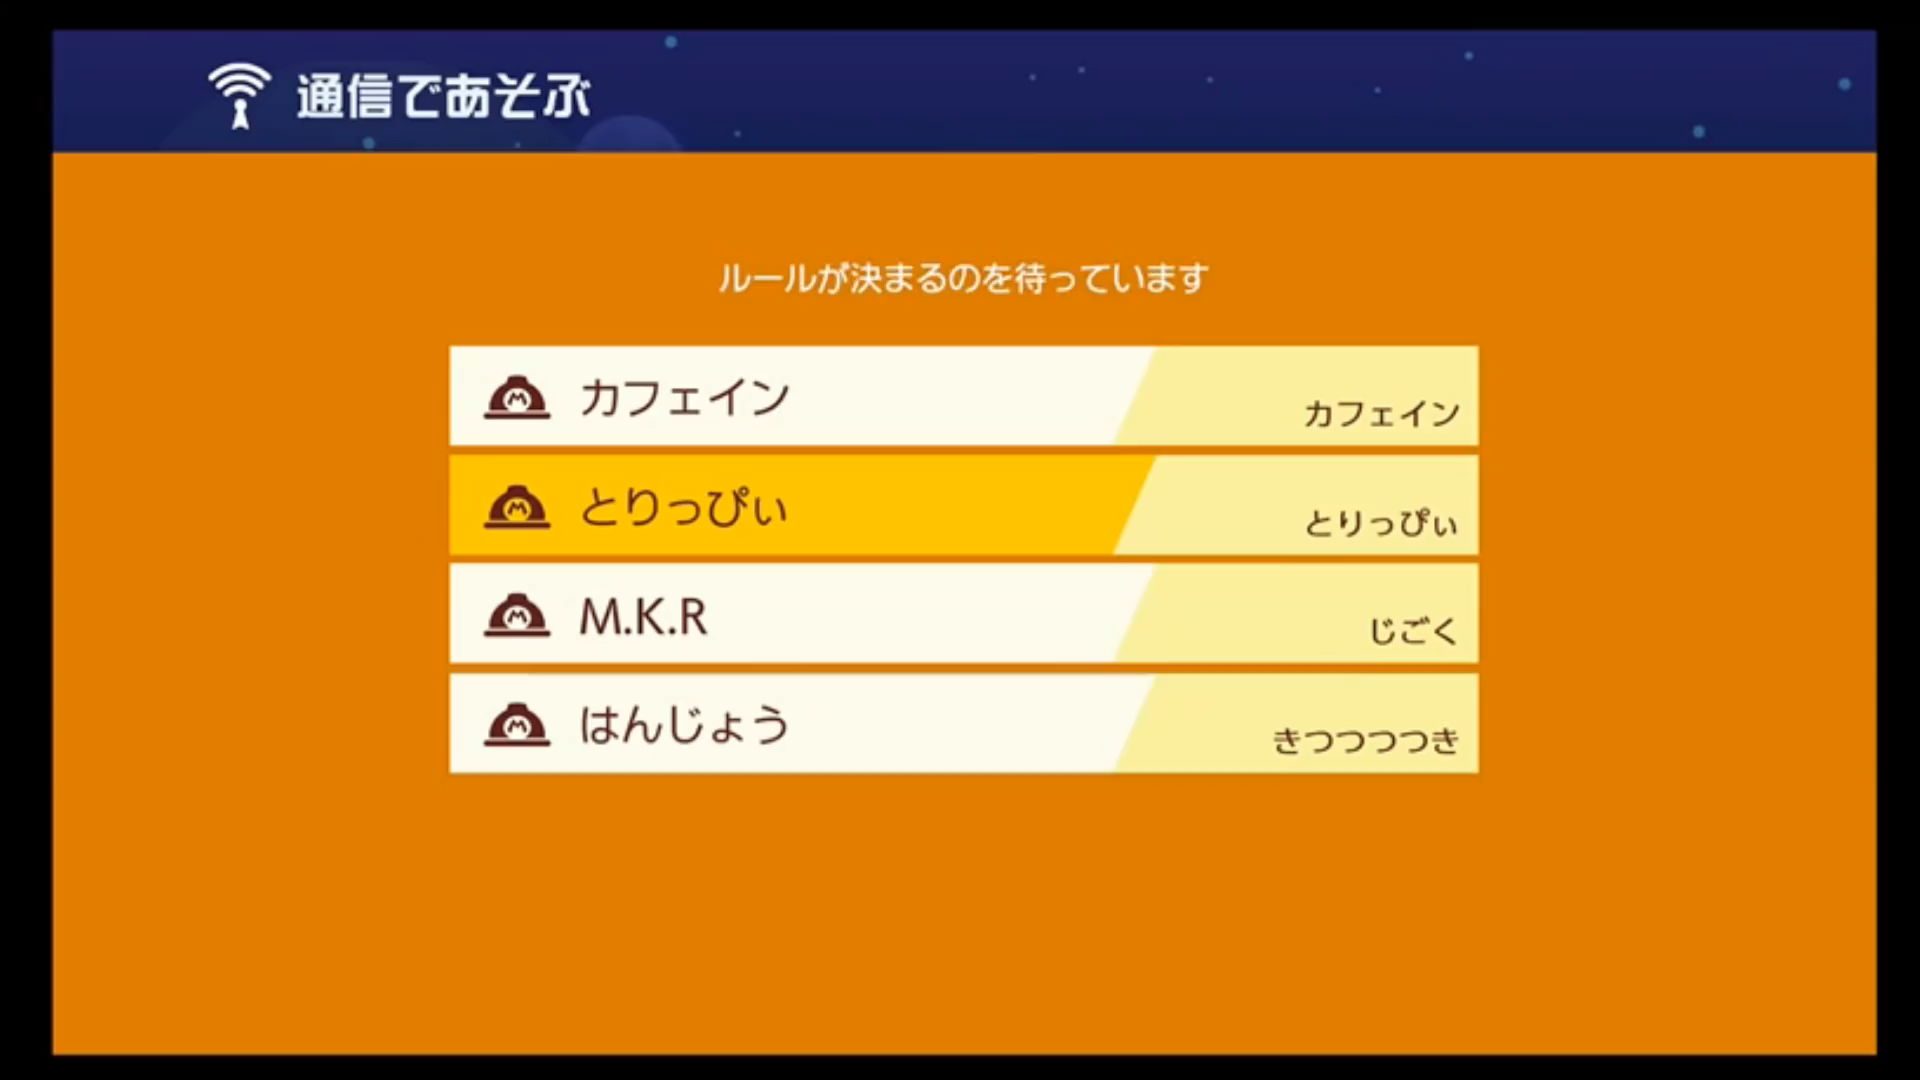 通信であそぶ
ルールが決まるのを待っています
カフェイン カフェイン
とりっぴぃ とりっぴぃ
M.K.R じごく
はんじょう きつつつつき